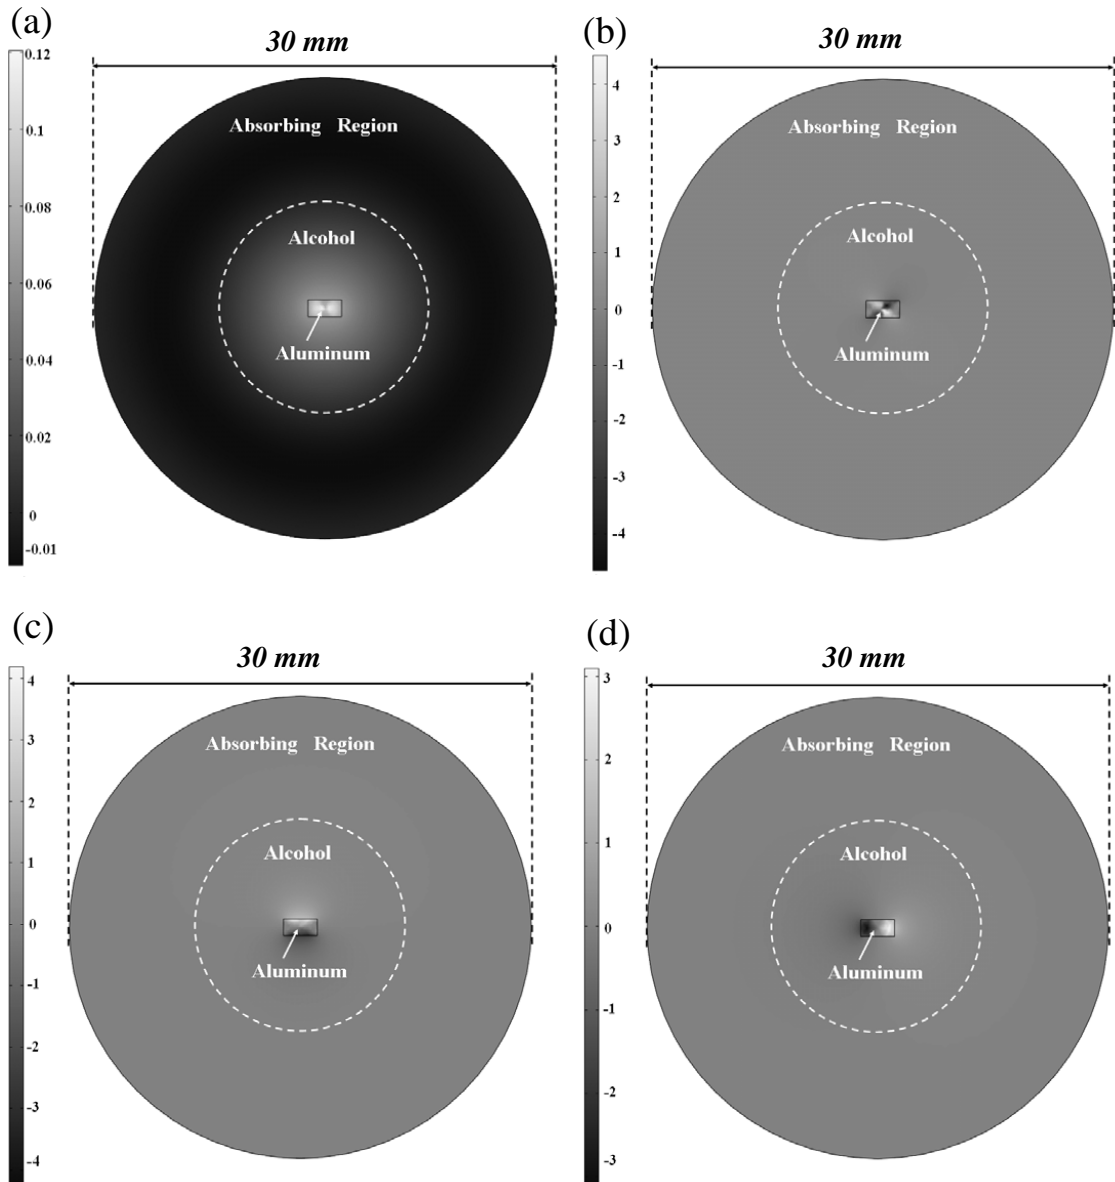 (a)
30 mm
0.12
0.1
0.08
0.06
0.04
0.02
0
-0.01
Absorbing Region
Alcohol
Aluminum
(b)
30 mm
4
3
2
1
0
-1
-2
-3
-4
Absorbing Region
Alcohol
Aluminum
(c)
30 mm
4
3
2
1
0
-1
-2
-3
-4
Absorbing Region
Alcohol
Aluminum
(d)
30 mm
3
2
1
0
-1
-2
-3
Absorbing Region
Alcohol
Aluminum